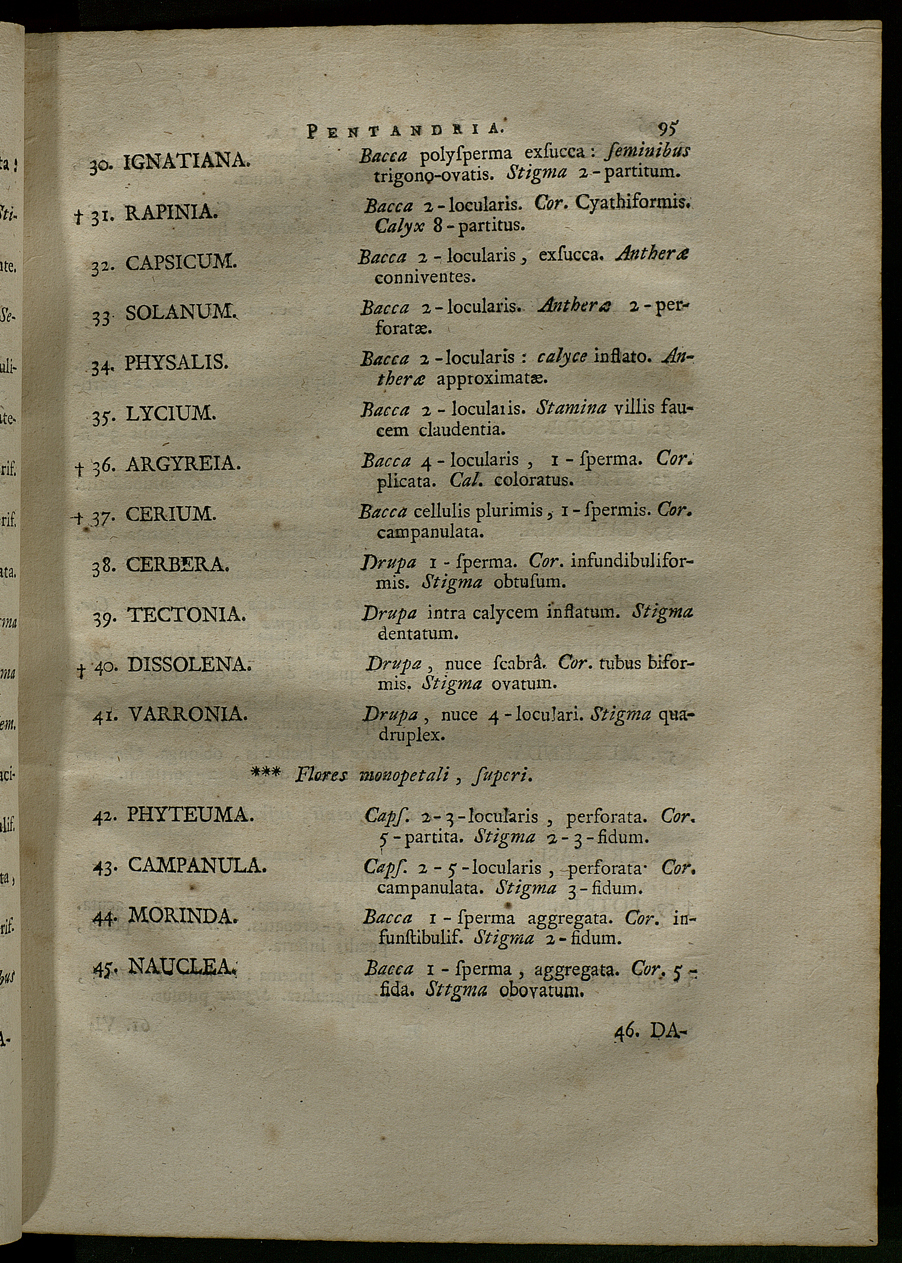 PENTANDRIA. 95
30. IGNATIANA. Bacca polyſperma exſucca : ſeminibus
trigono-ovatis. Stigma 2-partitum.
† 31. RAPINIA. Bacca 2-locularis. Cor. Cyathiformis.
Calyx 8-partitus.
32. CAPSICUM. Bacca 2-locularis, exſucca. Antheræ
conniventes.
33. SOLANUM. Bacca 2-locularis. Antheræ 2-per-
foratæ.
34. PHYSALIS. Bacca 2-locularis : calyce inflato. An-
theræ approximatæ.
35. LYCIUM. Bacca 2-locularis. Stamina villis fau-
cem claudentia.
† 36. ARGYREIA. Bacca 4-locularis, 1-ſperma. Cor.
plicata. Cal. coloratus.
† 37. CERIUM. Bacca cellulis plurimis, 1-ſpermis. Cor.
campanulata.
38. CERBERA. Drupa 1-ſperma. Cor. infundibulifor-
mis. Stigma obtuſum.
39. TECTONIA. Drupa intra calycem inflatum. Stigma
dentatum.
† 40. DISSOLENA. Drupa, nuce ſcabrâ. Cor. tubus bifor-
mis. Stigma ovatum.
41. VARRONIA. Drupa, nuce 4-loculari. Stigma qua-
druplex.
*** Flores monopetali, ſuperi.
42. PHYTEUMA. Capſ. 2-3-locularis, perforata. Cor.
5-partita. Stigma 2-3-fidum.
43. CAMPANULA. Capſ. 2-5-locularis, perforata. Cor.
campanulata. Stigma 3-fidum.
44. MORINDA. Bacca 1-ſperma aggregata. Cor. in-
funſtibulif. Stigma 2-fidum.
45. NAUCLEA. Bacca 1-ſperma, aggregata. Cor. 5-
fida. Sttgma obovatum.
46. DA-